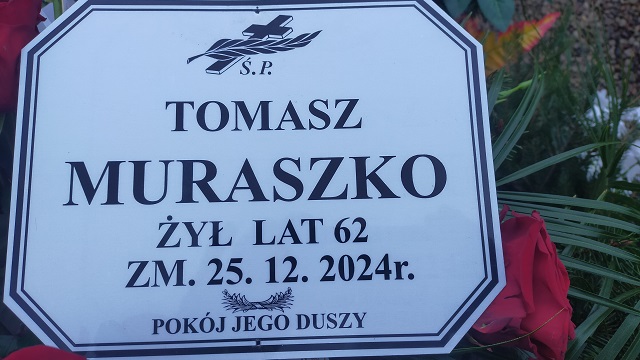 Ś.P.
TOMASZ
MURASZKO
ŻYŁ LAT 62
ZM. 25. 12. 2024r.
POKÓJ JEGO DUSZY